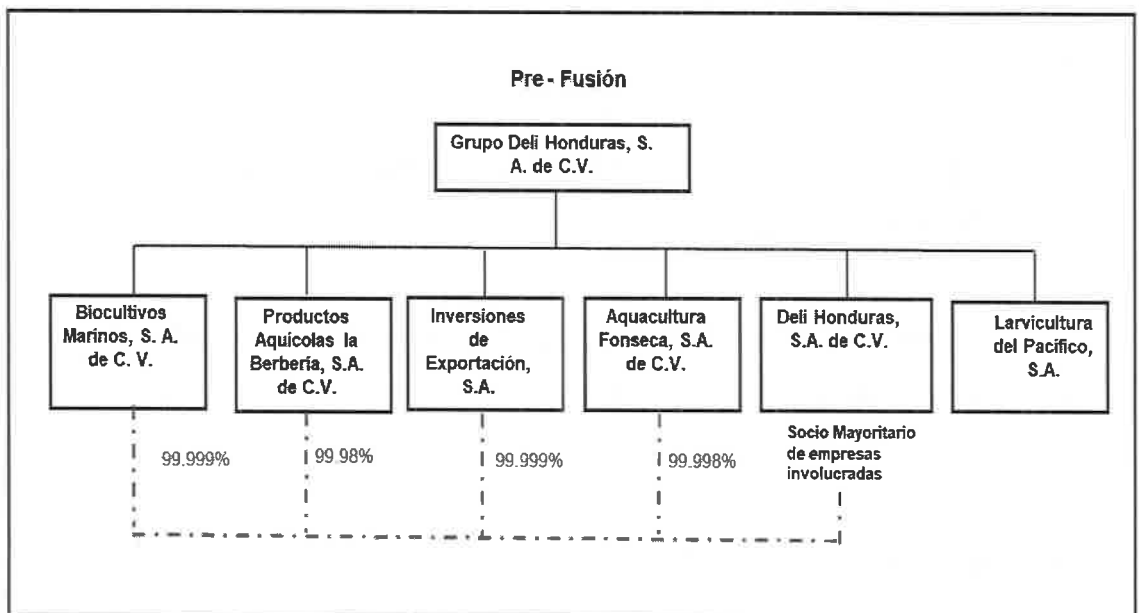 Pre - Fusión
Grupo Deli Honduras, S.
A. de C.V.
Biocultivos
Marinos, S. A.
de C. V.
Productos
Aquícolas la
Berbería, S.A.
de C.V.
Inversiones
de
Exportación,
S.A.
Aquacultura
Fonseca, S.A.
de C.V.
Deli Honduras,
S.A. de C.V.
Larvicultura
del Pacífico,
S.A.
Socio Mayoritario
de empresas
involucradas
99.999%
99.98%
99.999%
99.998%